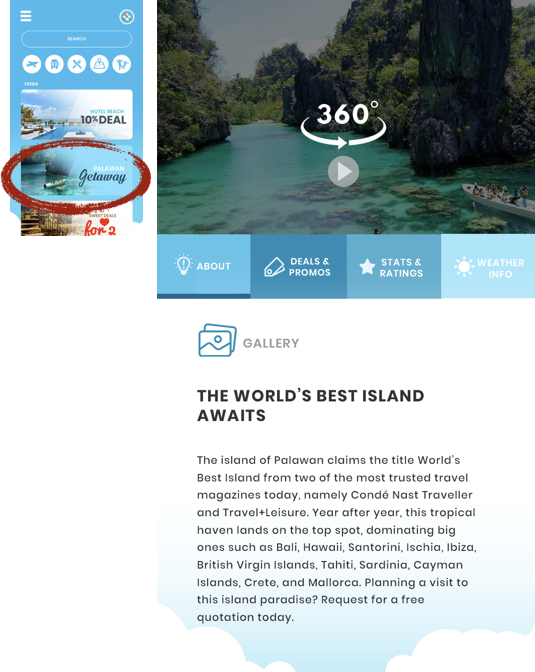 SEARCH
FEEDS
HOTEL BEACH
10% DEAL
PALAWAN
Getaway
SWEET DEALS
for 2
360°
ABOUT
DEALS &
PROMOS
STATS &
RATINGS
WEATHER
INFO
GALLERY
THE WORLD'S BEST ISLAND
AWAITS
The island of Palawan claims the title World's
Best Island from two of the most trusted travel
magazines today, namely Condé Nast Traveller
and Travel+Leisure. Year after year, this tropical
haven lands on the top spot, dominating big
ones such as Bali, Hawaii, Santorini, Ischia, Ibiza,
British Virgin Islands, Tahiti, Sardinia, Cayman
Islands, Crete, and Mallorca. Planning a visit to
this island paradise? Request for a free
quotation today.